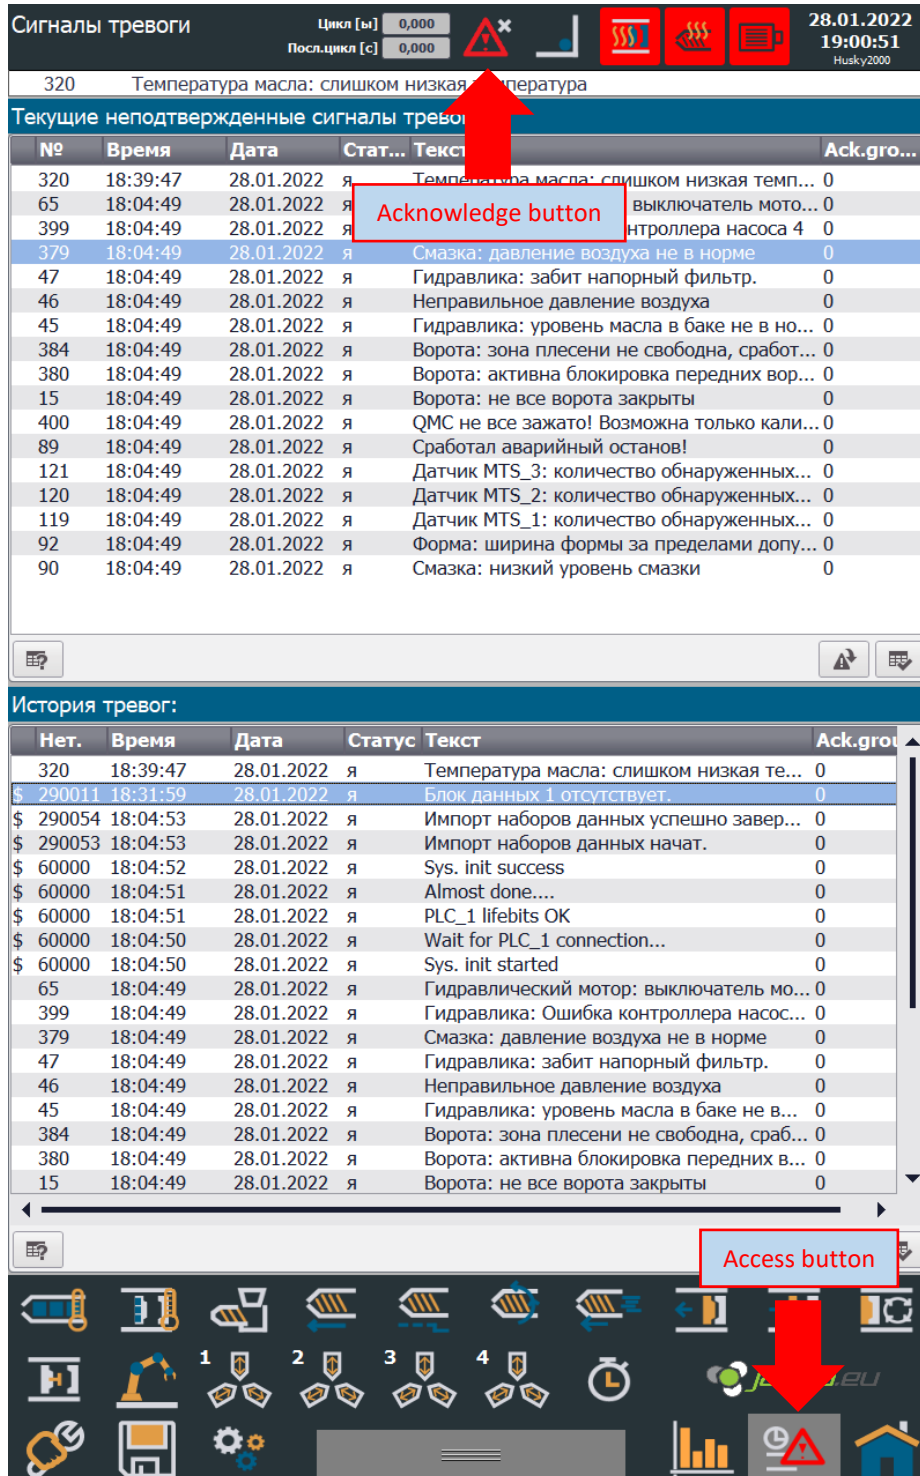 Сигналы тревоги
Цикл [ы] 0,000
Посл.цикл [с] 0,000
28.01.2022
19:00:51
Husky2000
320 Температура масла: слишком низкая температура
Текущие неподтвержденные сигналы
№ Время Дата Стат... Текст Ack.gro...
320 18:39:47 28.01.2022 я Температура масла: слишком низкая темп... 0
65 18:04:49 28.01.2022 я выключатель мото... 0
Acknowledge button
399 18:04:49 28.01.2022 я насоса 4 0
379 18:04:49 28.01.2022 я Смазка: давление воздуха не в норме 0
47 18:04:49 28.01.2022 я Гидравлика: забит напорный фильтр. 0
46 18:04:49 28.01.2022 я Неправильное давление воздуха 0
45 18:04:49 28.01.2022 я Гидравлика: уровень масла в баке не в но... 0
384 18:04:49 28.01.2022 я Ворота: зона плесени не свободна, сработ... 0
380 18:04:49 28.01.2022 я Ворота: активна блокировка передних вор... 0
15 18:04:49 28.01.2022 я Ворота: не все ворота закрыты 0
400 18:04:49 28.01.2022 я QMC не все зажато! Возможна только кали... 0
89 18:04:49 28.01.2022 я Сработал аварийный останов! 0
121 18:04:49 28.01.2022 я Датчик MTS_3: количество обнаруженных... 0
120 18:04:49 28.01.2022 я Датчик MTS_2: количество обнаруженных... 0
119 18:04:49 28.01.2022 я Датчик MTS_1: количество обнаруженных... 0
92 18:04:49 28.01.2022 я Форма: ширина формы за пределами допу... 0
90 18:04:49 28.01.2022 я Смазка: низкий уровень смазки 0
История тревог:
Нет. Время Дата Статус Текст Ack.grou
320 18:39:47 28.01.2022 я Температура масла: слишком низкая те... 0
$ 290011 18:31:59 28.01.2022 я Блок данных 1 отсутствует. 0
$ 290054 18:04:53 28.01.2022 я Импорт наборов данных успешно завер... 0
$ 290053 18:04:53 28.01.2022 я Импорт наборов данных начат. 0
$ 60000 18:04:52 28.01.2022 я Sys. init success 0
$ 60000 18:04:51 28.01.2022 я Almost done.... 0
$ 60000 18:04:51 28.01.2022 я PLC_1 lifebits OK 0
$ 60000 18:04:50 28.01.2022 я Wait for PLC_1 connection... 0
$ 60000 18:04:50 28.01.2022 я Sys. init started 0
65 18:04:49 28.01.2022 я Гидравлический мотор: выключатель мо... 0
399 18:04:49 28.01.2022 я Гидравлика: Ошибка контроллера насос... 0
379 18:04:49 28.01.2022 я Смазка: давление воздуха не в норме 0
47 18:04:49 28.01.2022 я Гидравлика: забит напорный фильтр. 0
46 18:04:49 28.01.2022 я Неправильное давление воздуха 0
45 18:04:49 28.01.2022 я Гидравлика: уровень масла в баке не в... 0
384 18:04:49 28.01.2022 я Ворота: зона плесени не свободна, сраб... 0
380 18:04:49 28.01.2022 я Ворота: активна блокировка передних в... 0
15 18:04:49 28.01.2022 я Ворота: не все ворота закрыты 0
Access button
1 2 3 4